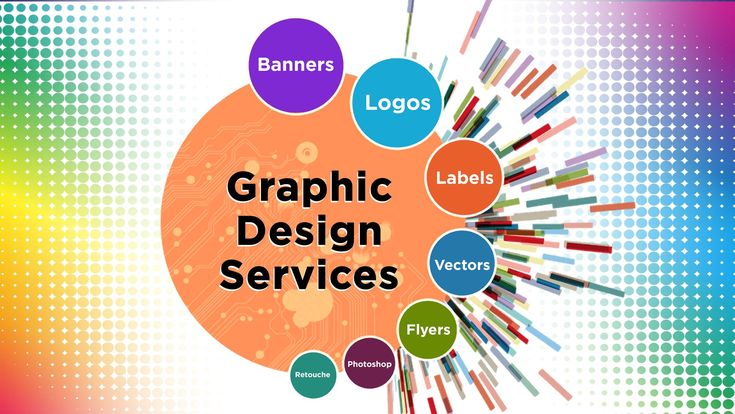 Banners
Logos
Labels
Graphic
Design
Services
Vectors
Flyers
Photoshop
Retouche